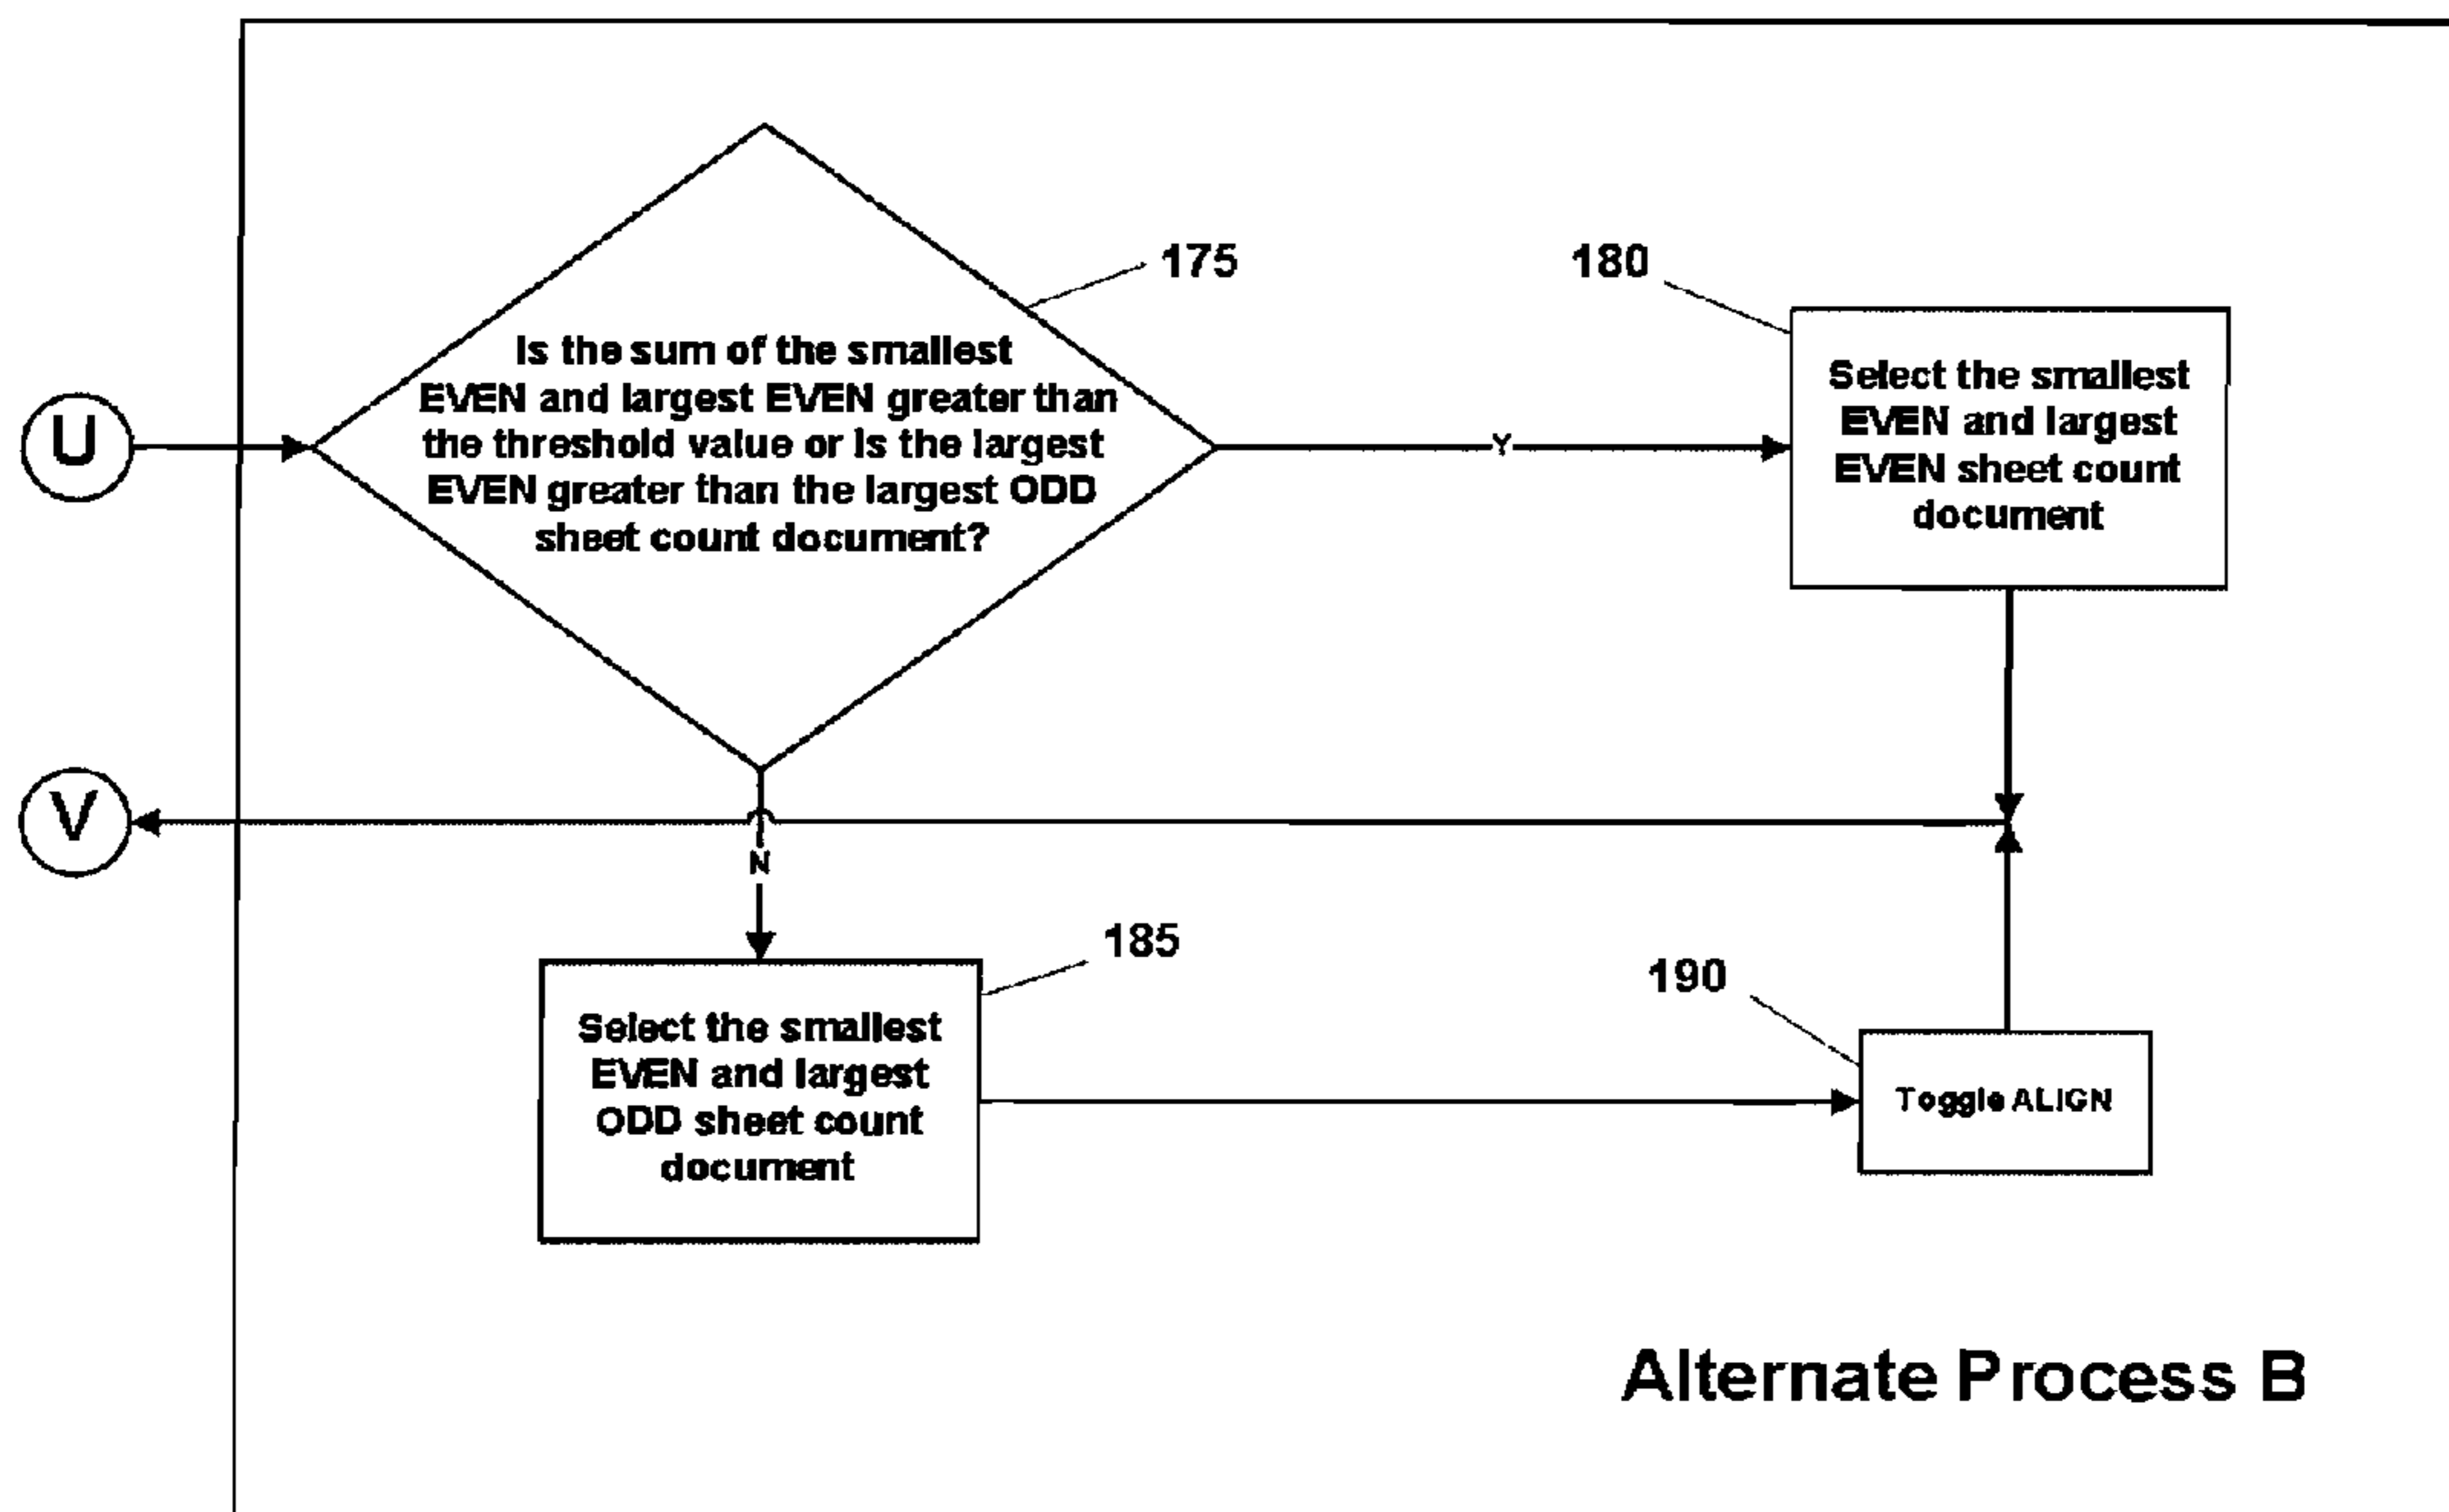 175
180
Is the sum of the smallest
EVEN and largest EVEN greater than
the threshold value or is the largest
EVEN greater than the largest ODD
sheet count document?
U
Y
Select the smallest
EVEN and largest
EVEN sheet count
document
V
N
185
190
Select the smallest
EVEN and largest
ODD sheet count
document
Toggle ALIGN
Alternate Process B